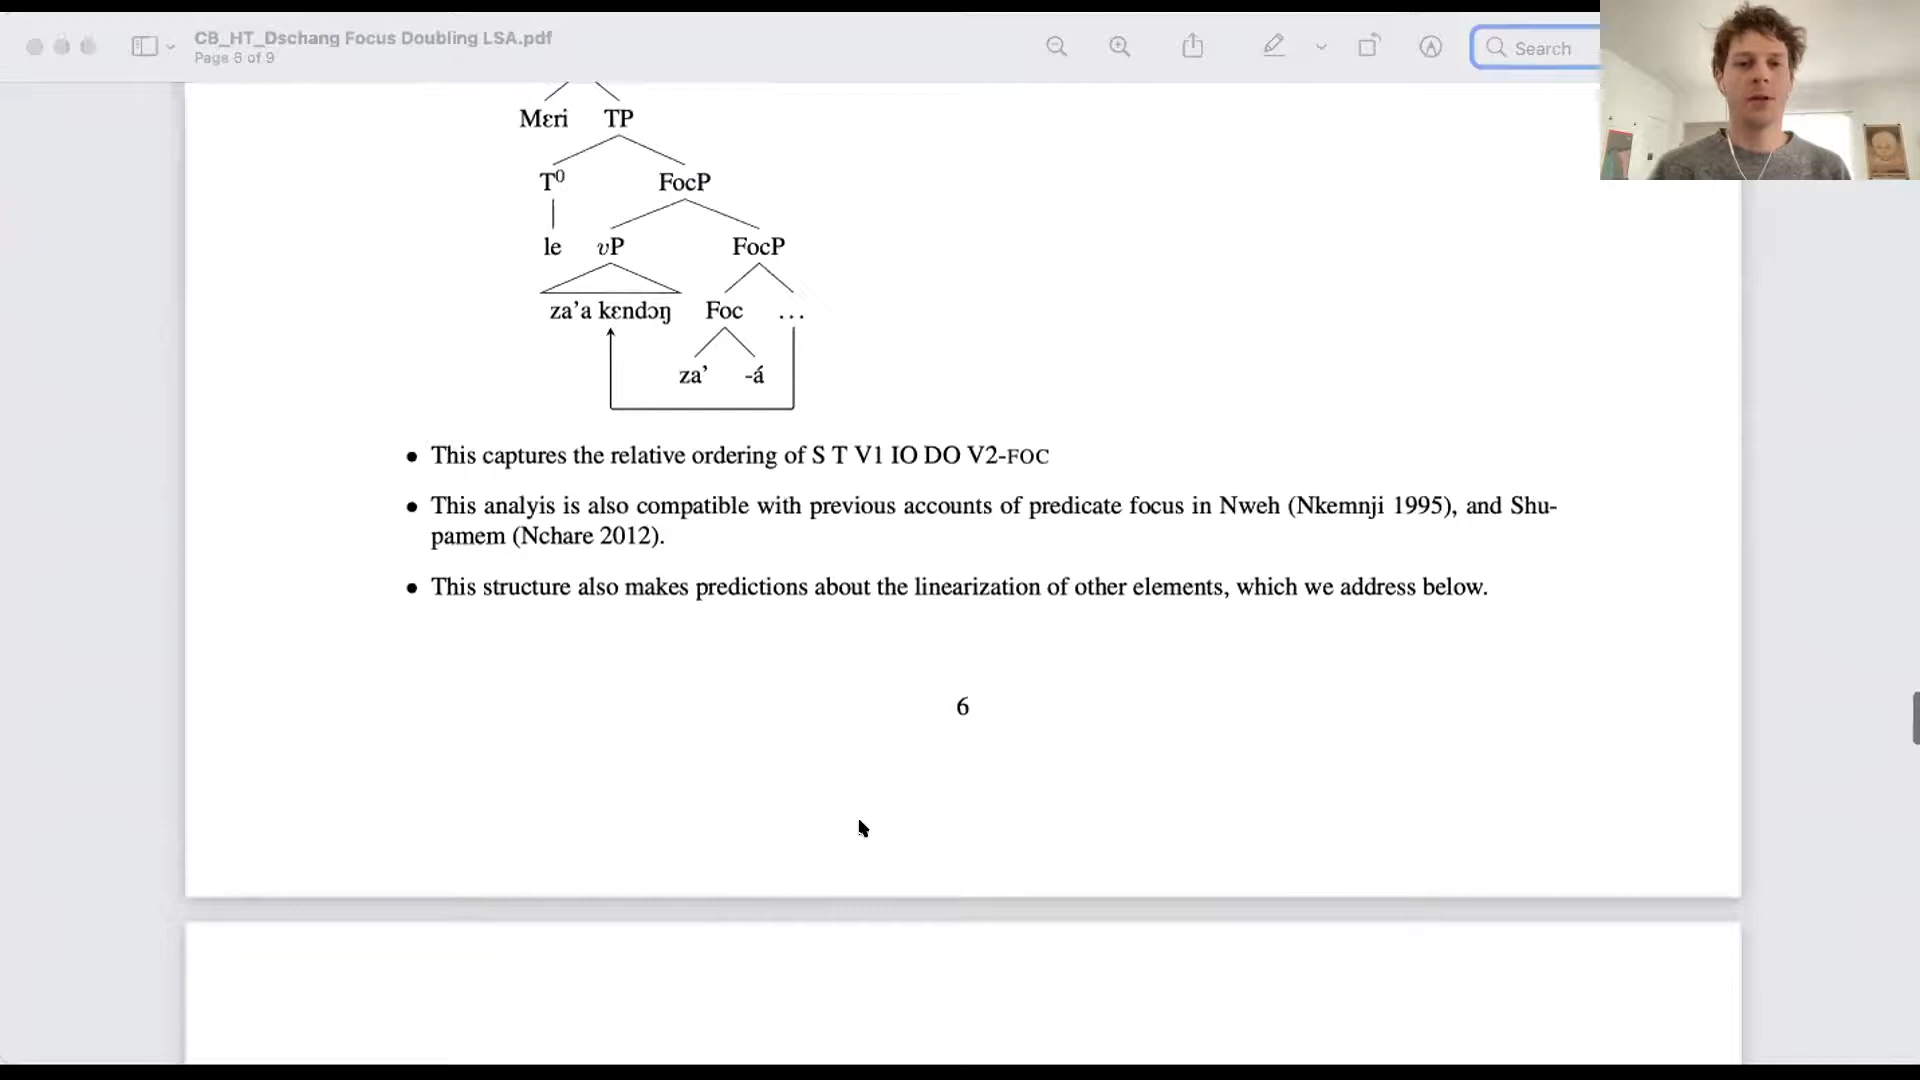 CB_HT_Dschang Focus Doubling LSA.pdf
Page 6 of 9
Search
Mɛri TP
T⁰ FocP
le vP FocP
za’a kɛndɔŋ Foc ...
za’ -á
• This captures the relative ordering of S T V1 IO DO V2-FOC
• This analyis is also compatible with previous accounts of predicate focus in Nweh (Nkemnji 1995), and Shu-
pamem (Nchare 2012).
• This structure also makes predictions about the linearization of other elements, which we address below.
6